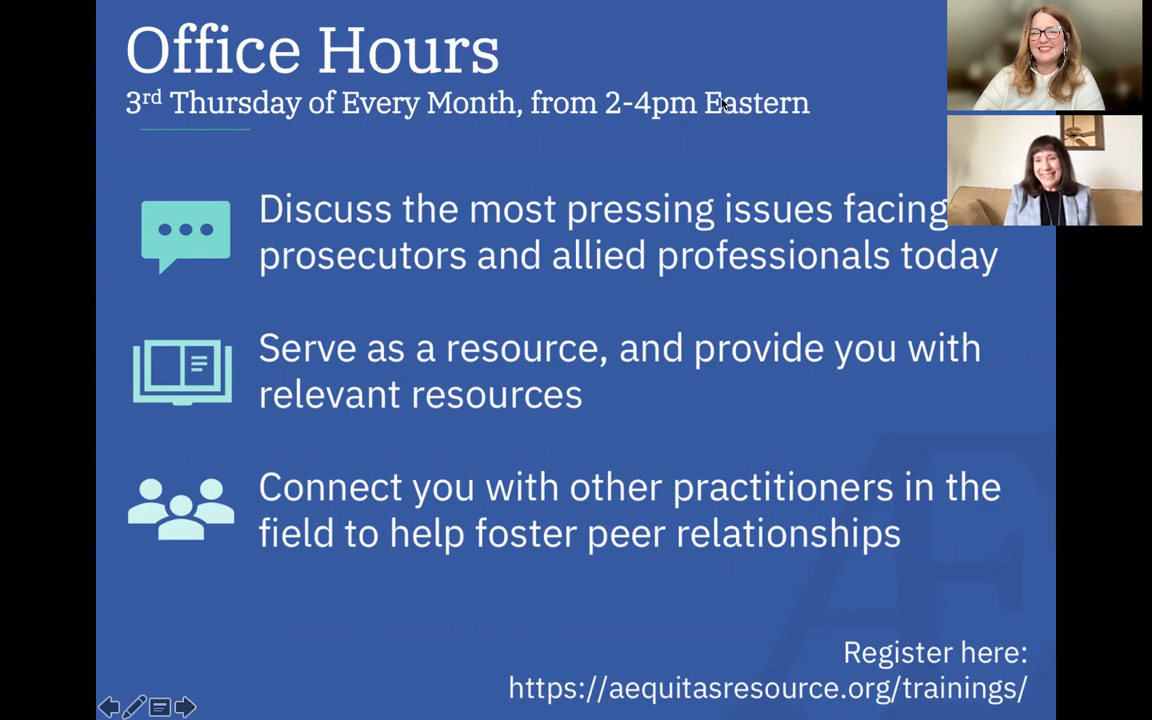 Office Hours
3rd Thursday of Every Month, from 2-4pm Eastern
Discuss the most pressing issues facing
prosecutors and allied professionals today
Serve as a resource, and provide you with
relevant resources
Connect you with other practitioners in the
field to help foster peer relationships
Register here:
https://aequitasresource.org/trainings/